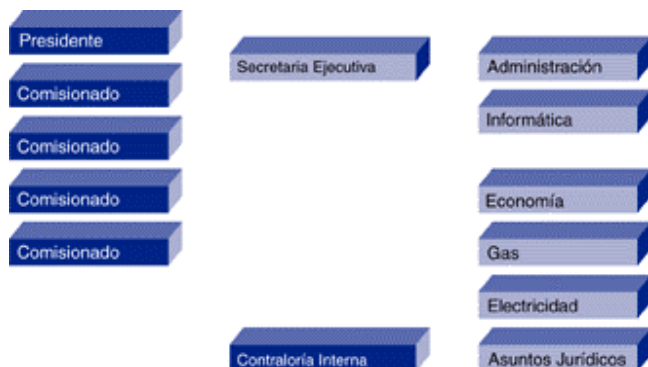 Presidente
Comisionado
Comisionado
Comisionado
Comisionado
Secretaria Ejecutiva
Contraloría Interna
Administración
Informática
Economía
Gas
Electricidad
Asuntos Jurídicos